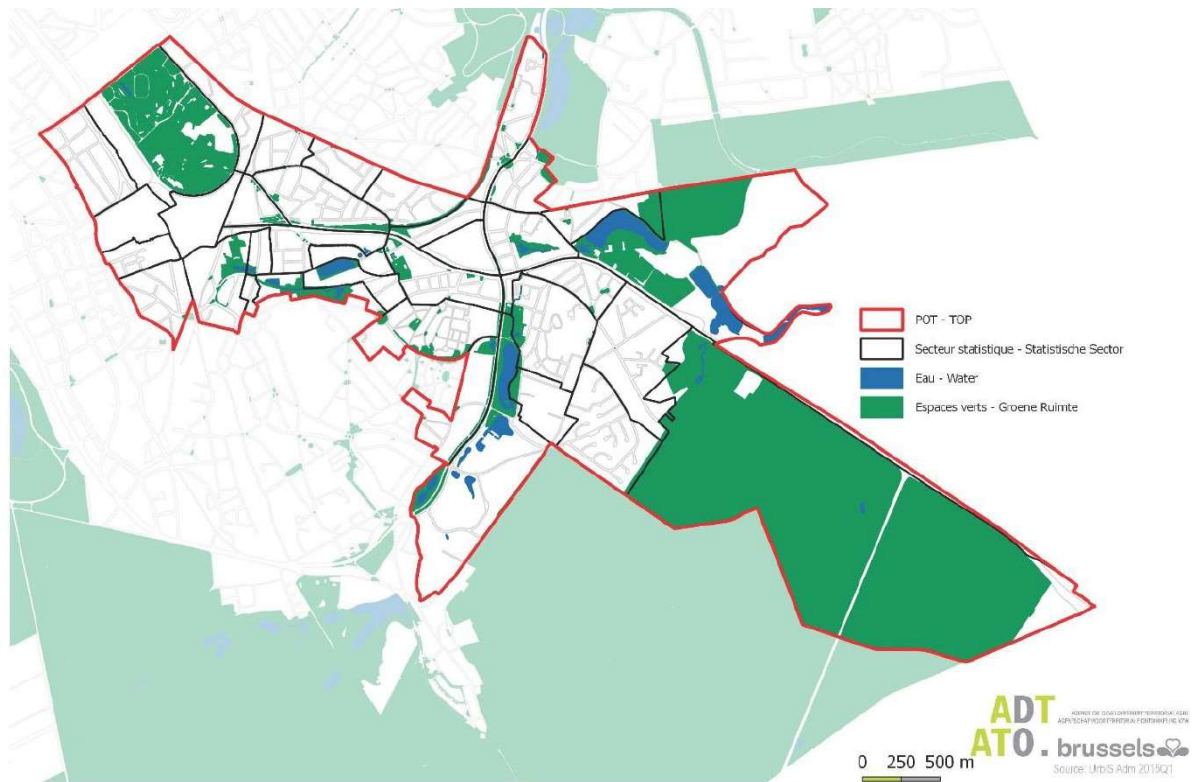 POT - TOP
Secteur statistique - Statistische Sector
Eau - Water
Espaces verts - Groene Ruimte
ADT
ATO. brussels
0 250 500 m
Source: UrbIS Adm 2015Q1